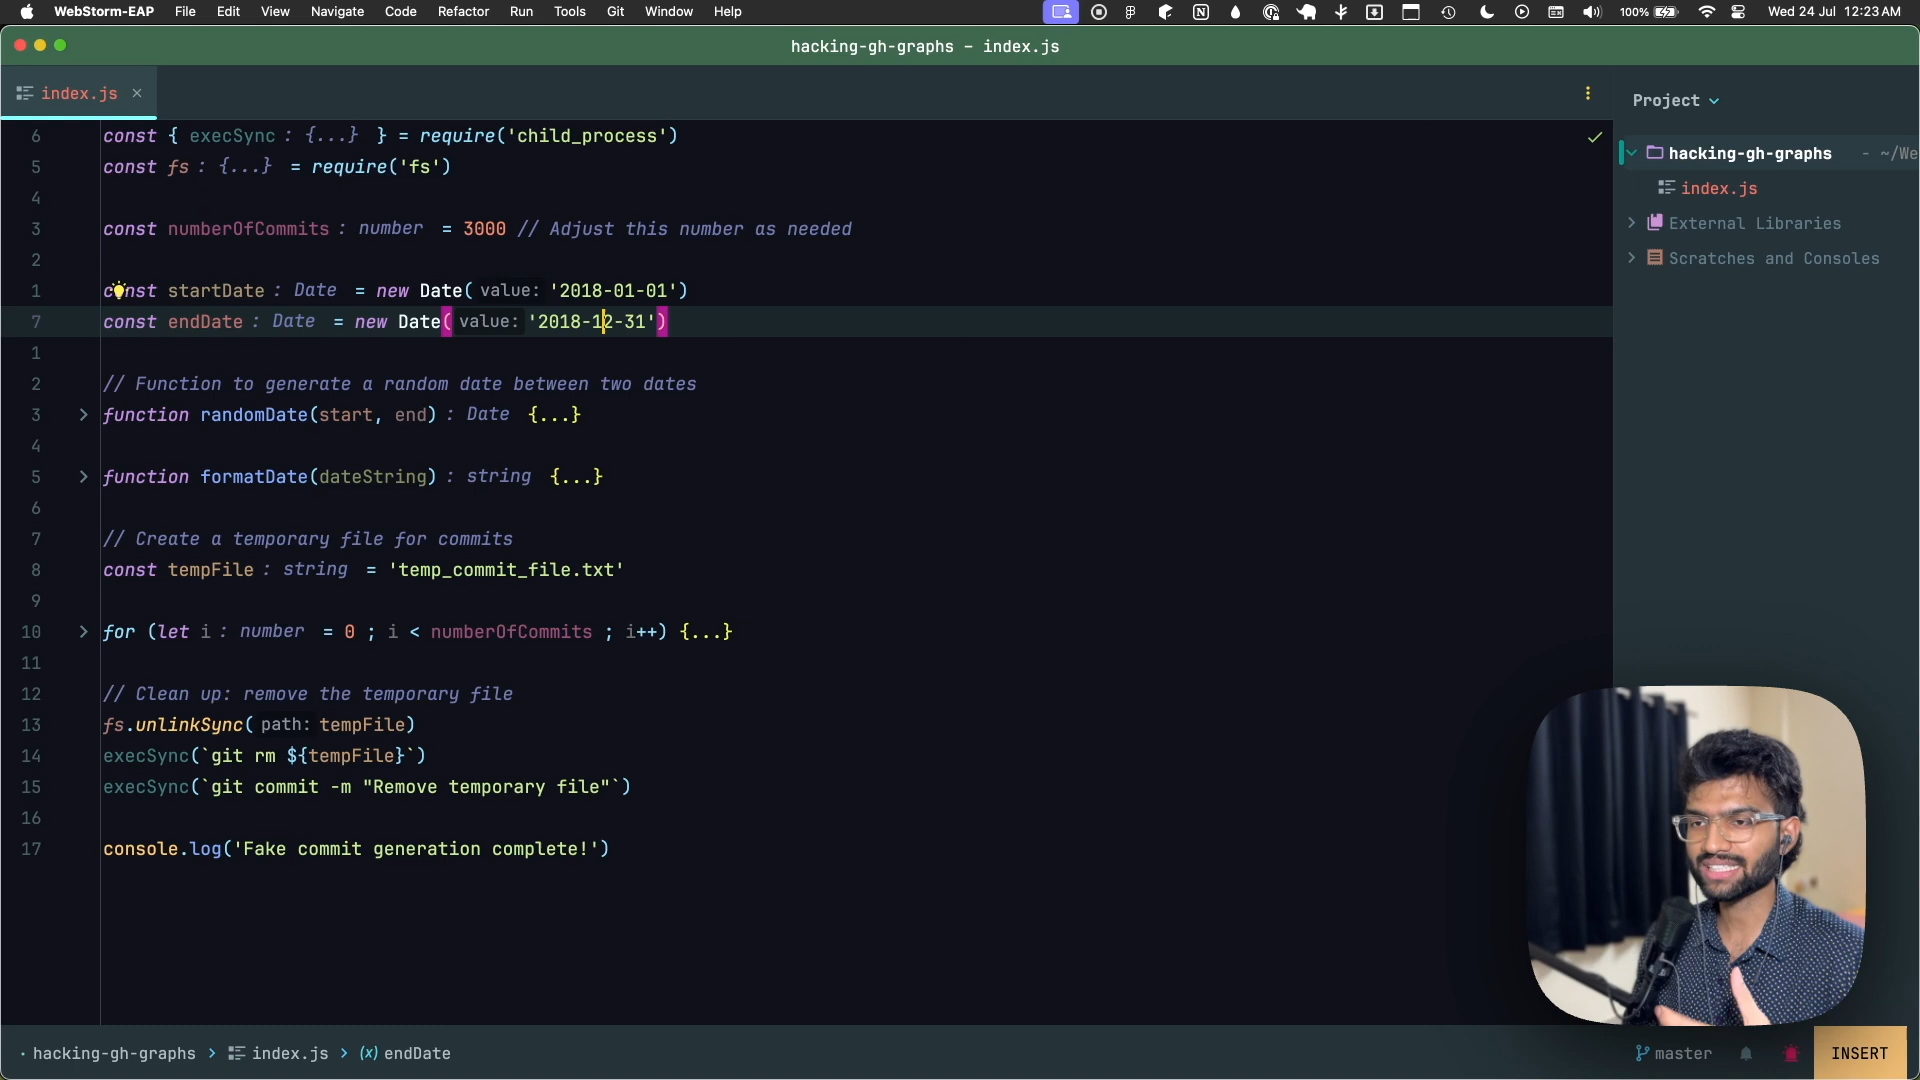 WebStorm-EAP File Edit View Navigate Code Refactor Run Tools Git Window Help 100% Wed 24 Jul 12:23 AM
hacking-gh-graphs – index.js
index.js
Project
6 const { execSync : {...} } = require('child_process')
5 const fs : {...} = require('fs')
4
3 const numberOfCommits : number = 3000 // Adjust this number as needed
2
1 const startDate : Date = new Date( value: '2018-01-01')
7 const endDate : Date = new Date( value: '2018-12-31')
1
2 // Function to generate a random date between two dates
3 function randomDate(start, end) : Date {...}
4
5 function formatDate(dateString) : string {...}
6
7 // Create a temporary file for commits
8 const tempFile : string = 'temp_commit_file.txt'
9
10 for (let i : number = 0 ; i < numberOfCommits ; i++) {...}
11
12 // Clean up: remove the temporary file
13 fs.unlinkSync( path: tempFile)
14 execSync(`git rm ${tempFile}`)
15 execSync(`git commit -m "Remove temporary file"`)
16
17 console.log('Fake commit generation complete!')
hacking-gh-graphs - ~/We
index.js
External Libraries
Scratches and Consoles
hacking-gh-graphs > index.js > (x) endDate
master INSERT